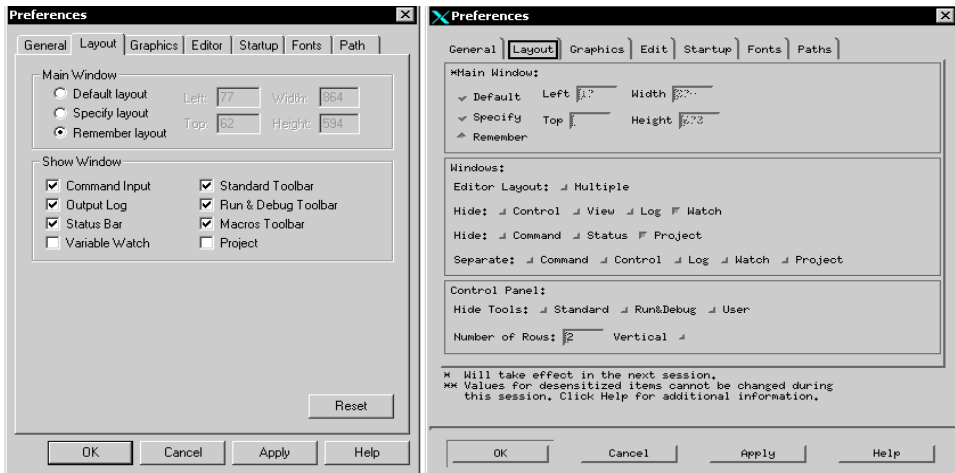 Preferences
General Layout Graphics Editor Startup Fonts Path
Main Window
Default layout Left: 77 Width: 864
Specify layout Top: 62 Height: 594
Remember layout
Show Window
Command Input Standard Toolbar
Output Log Run & Debug Toolbar
Status Bar Macros Toolbar
Variable Watch Project
Reset
OK Cancel Apply Help
Preferences
General Layout Graphics Edit Startup Fonts Paths
*Main Window:
Default Left Width
Specify Top Height
Remember
Windows:
Editor Layout: Multiple
Hide: Control View Log Watch
Hide: Command Status Project
Separate: Command Control Log Watch Project
Control Panel:
Hide Tools: Standard Run&Debug User
Number of Rows: 2 Vertical
* Will take effect in the next session.
** Values for desensitized items cannot be changed during
this session. Click Help for additional information.
OK Cancel Apply Help